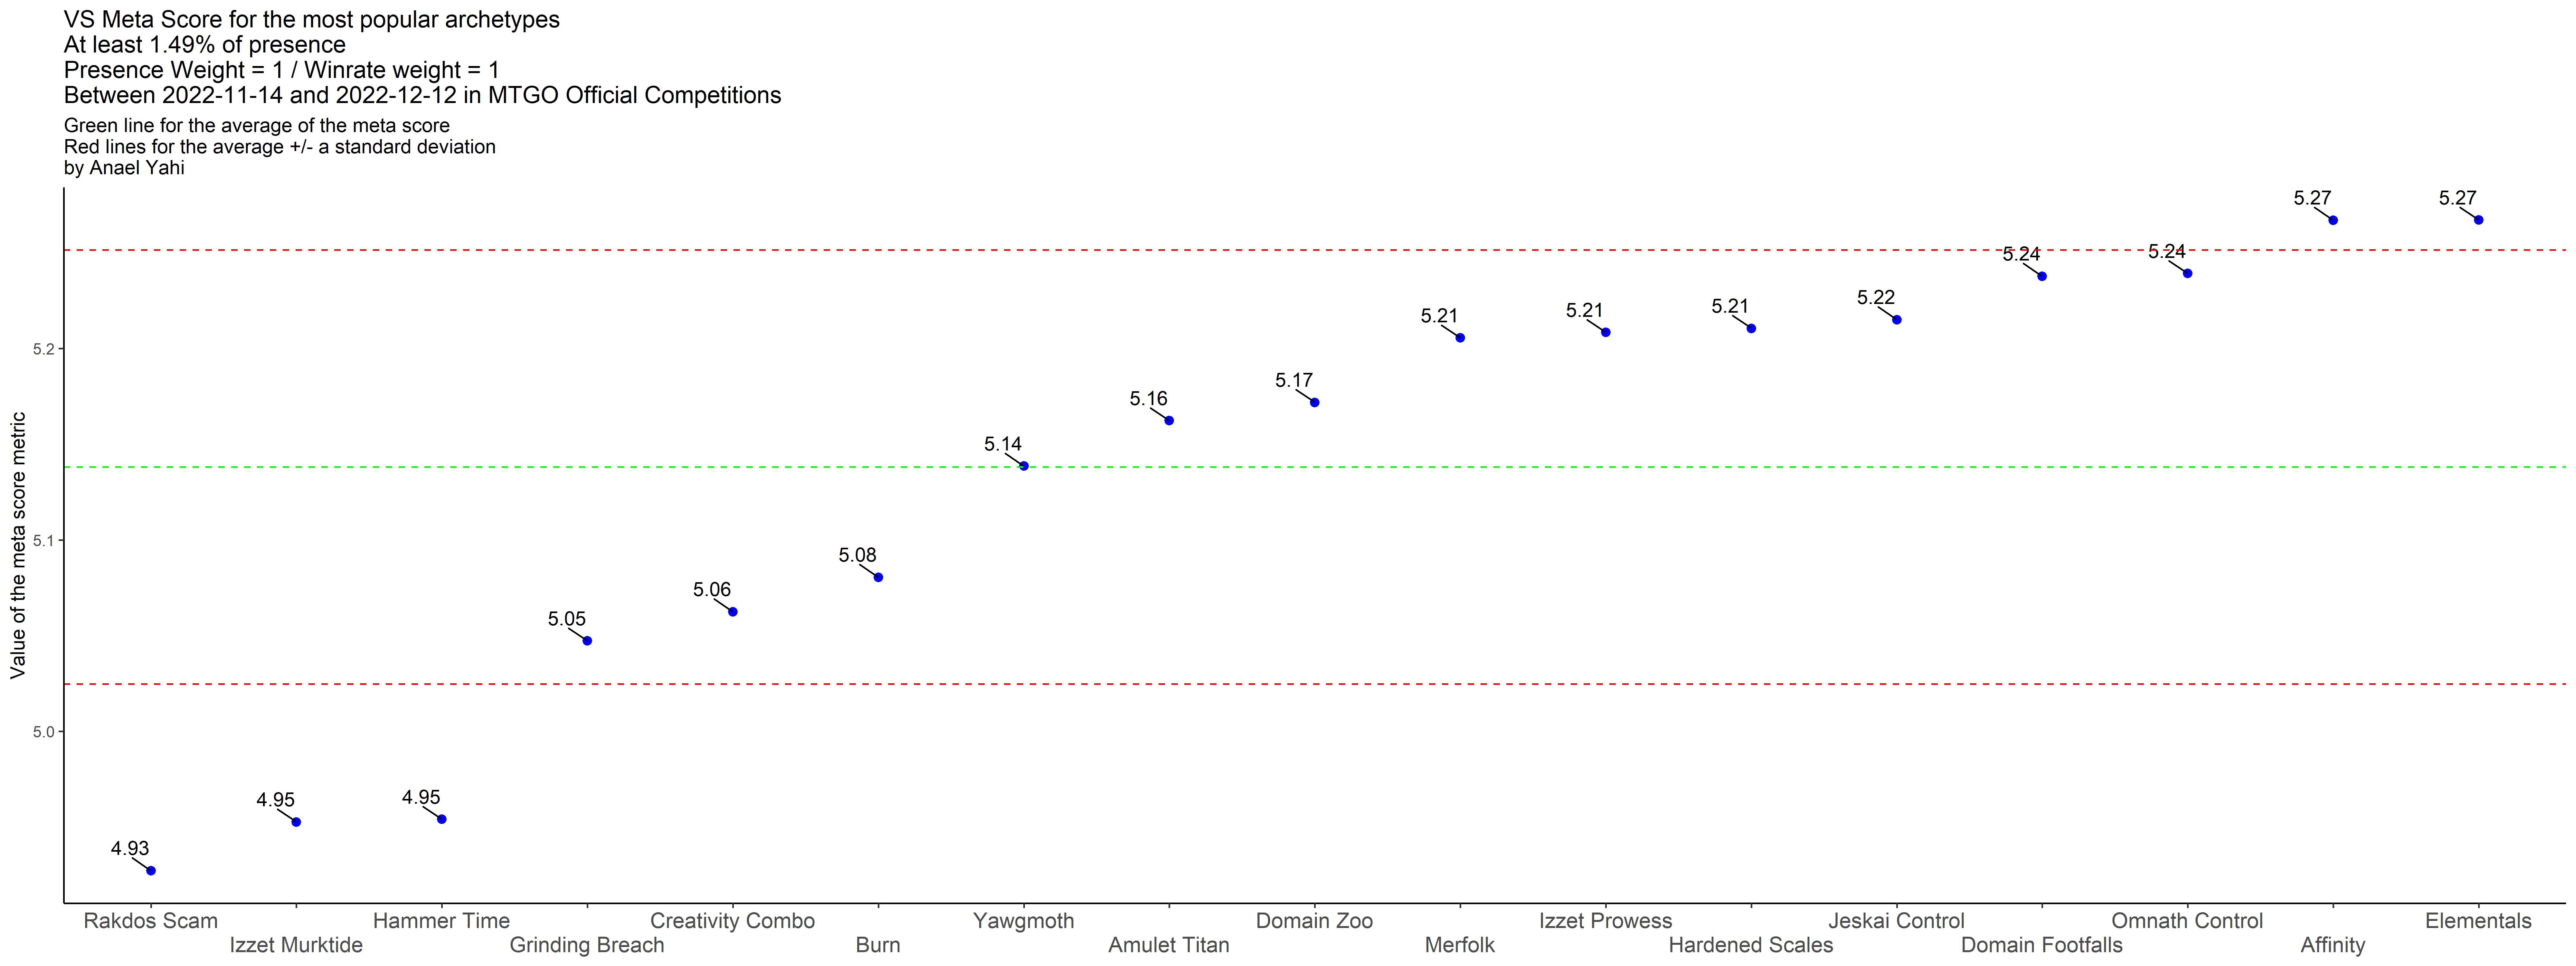 VS Meta Score for the most popular archetypes
At least 1.49% of presence
Presence Weight = 1 / Winrate weight = 1
Between 2022-11-14 and 2022-12-12 in MTGO Official Competitions
Green line for the average of the meta score
Red lines for the average +/- a standard deviation
by Anael Yahi
Value of the meta score metric
5.2
5.1
5.0
4.93
4.95
4.95
5.05
5.06
5.08
5.14
5.16
5.17
5.21
5.21
5.21
5.22
5.24
5.24
5.27
5.27
Rakdos Scam
Izzet Murktide
Hammer Time
Grinding Breach
Creativity Combo
Burn
Yawgmoth
Amulet Titan
Domain Zoo
Merfolk
Izzet Prowess
Hardened Scales
Jeskai Control
Domain Footfalls
Omnath Control
Affinity
Elementals